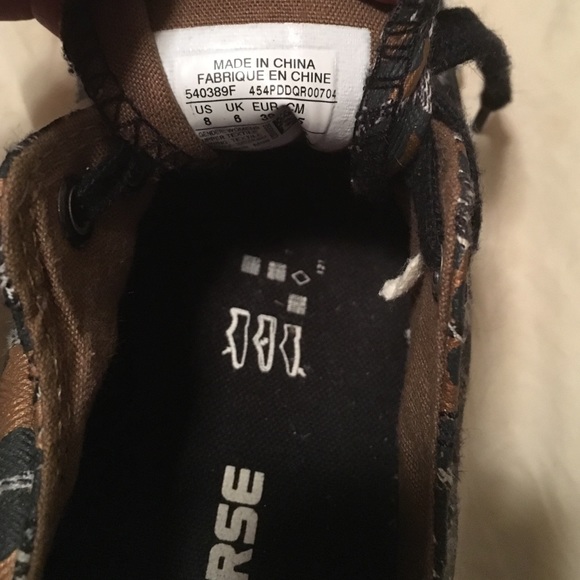 MADE IN CHINA
FABRIQUE EN CHINE
540389F 454PDDQR00704
US UK EUR CM
8 6
RSE